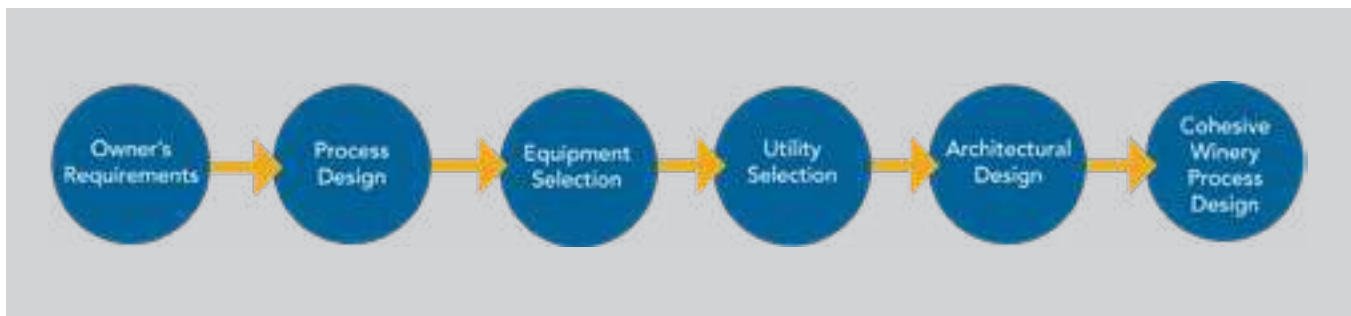 Owner's
Requirements
Process
Design
Equipment
Selection
Utility
Selection
Architectural
Design
Cohesive
Winery
Process
Design